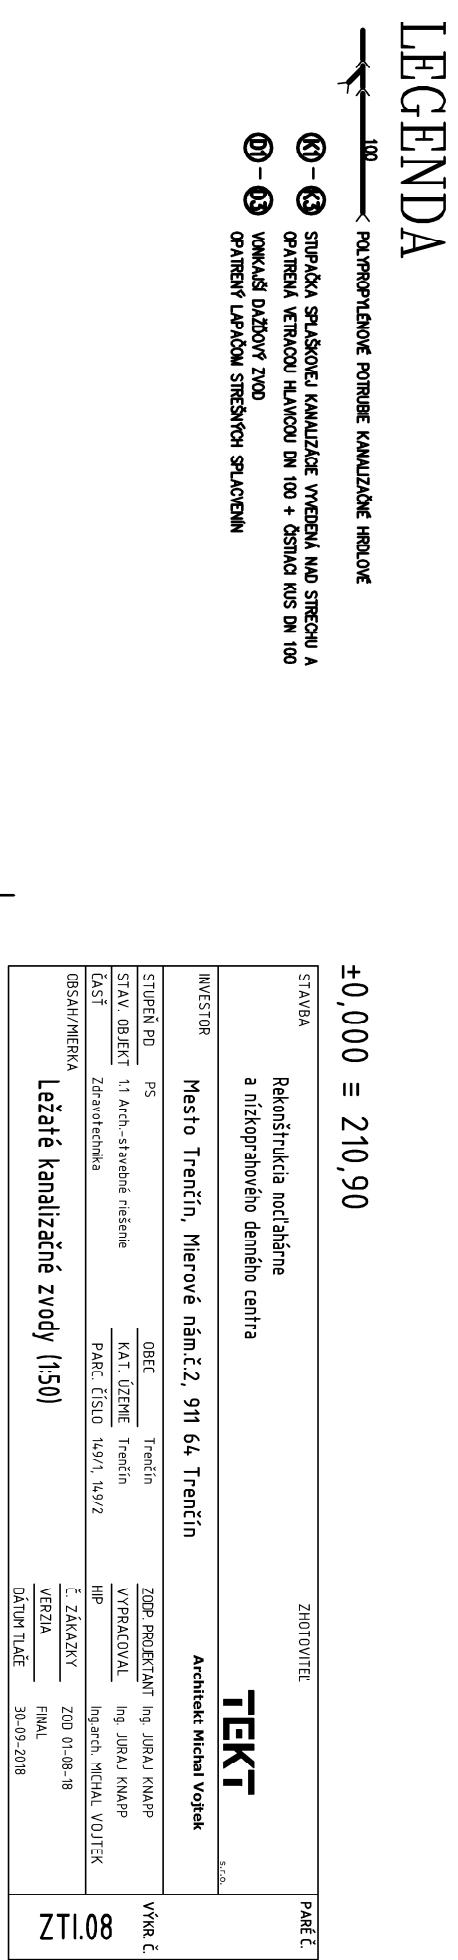 LEGENDA
100
POLYPROPYLÉNOVÉ POTRUBIE KANALIZAČNÉ HRDLOVÉ
K1 – K3
STUPAČKA SPLAŠKOVEJ KANALIZÁCIE VYVEDENÁ NAD STRECHU A
OPATRENÁ VETRACOU HLAVICOU DN 100 + ČISTIACI KUS DN 100
D1 – D3
VONKAJŠÍ DAŽĎOVÝ ZVOD
OPATRENÝ LAPAČOM STREŠNÝCH SPLAVENÍN
±0,000 = 210,90
STAVBA
Rekonštrukcia nocľahárne
a nízkoprahového denného centra
ZHOTOVITEĽ
TEKT
s.r.o.
Architekt Michal Vojtek
PARÉ Č.
INVESTOR
Mesto Trenčín, Mierové nám.č.2, 911 64 Trenčín
STUPEŇ PD PS
OBEC Trenčín
ZODP. PROJEKTANT Ing. JURAJ KNAPP
STAV. OBJEKT 1.1 Arch.-stavebné riešenie
KAT. ÚZEMIE Trenčín
VYPRACOVAL Ing. JURAJ KNAPP
ČASŤ Zdravotechnika
PARC. ČÍSLO 149/1, 149/2
HIP Ing.arch. MICHAL VOJTEK
OBSAH/MIERKA
Ležaté kanalizačné zvody (1:50)
Č. ZÁKAZKY ZOD 01-08-18
VERZIA FINAL
DÁTUM TLAČE 30-09-2018
VÝKR. Č.
ZTI.08